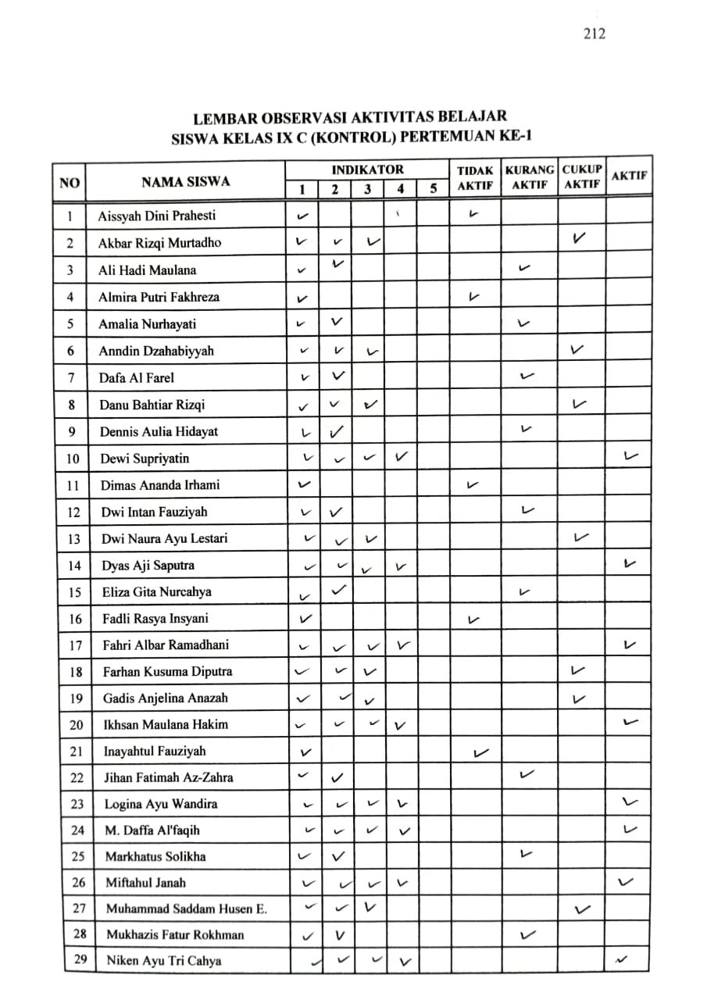 212
LEMBAR OBSERVASI AKTIVITAS BELAJAR
SISWA KELAS IX C (KONTROL) PERTEMUAN KE-1
NO NAMA SISWA INDIKATOR TIDAK AKTIF KURANG AKTIF CUKUP AKTIF AKTIF
1 2 3 4 5
1 Aissyah Dini Prahesti ✓ ✓
2 Akbar Rizqi Murtadho ✓ ✓ ✓ ✓
3 Ali Hadi Maulana ✓ ✓ ✓
4 Almira Putri Fakhreza ✓ ✓
5 Amalia Nurhayati ✓ ✓ ✓
6 Anndin Dzahabiyyah ✓ ✓ ✓ ✓
7 Dafa Al Farel ✓ ✓ ✓
8 Danu Bahtiar Rizqi ✓ ✓ ✓ ✓
9 Dennis Aulia Hidayat ✓ ✓ ✓
10 Dewi Supriyatin ✓ ✓ ✓ ✓ ✓
11 Dimas Ananda Irhami ✓ ✓
12 Dwi Intan Fauziyah ✓ ✓ ✓
13 Dwi Naura Ayu Lestari ✓ ✓ ✓ ✓
14 Dyas Aji Saputra ✓ ✓ ✓ ✓ ✓
15 Eliza Gita Nurcahya ✓ ✓ ✓
16 Fadli Rasya Insyani ✓ ✓
17 Fahri Albar Ramadhani ✓ ✓ ✓ ✓ ✓
18 Farhan Kusuma Diputra ✓ ✓ ✓ ✓
19 Gadis Anjelina Anazah ✓ ✓ ✓ ✓
20 Ikhsan Maulana Hakim ✓ ✓ ✓ ✓ ✓
21 Inayahtul Fauziyah ✓ ✓
22 Jihan Fatimah Az-Zahra ✓ ✓ ✓
23 Logina Ayu Wandira ✓ ✓ ✓ ✓ ✓
24 M. Daffa Al'faqih ✓ ✓ ✓ ✓ ✓
25 Markhatus Solikha ✓ ✓ ✓
26 Miftahul Janah ✓ ✓ ✓ ✓ ✓
27 Muhammad Saddam Husen E. ✓ ✓ ✓ ✓
28 Mukhazis Fatur Rokhman ✓ ✓ ✓
29 Niken Ayu Tri Cahya ✓ ✓ ✓ ✓ ✓